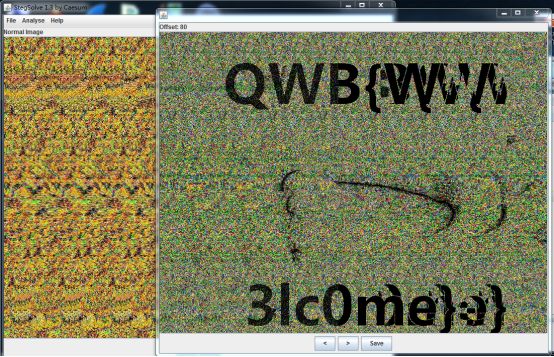 StegSolve 1.3 by Caesum
File Analyse Help
Normal Image
Offset: 80
QWB{
3lc0me}
< > Save